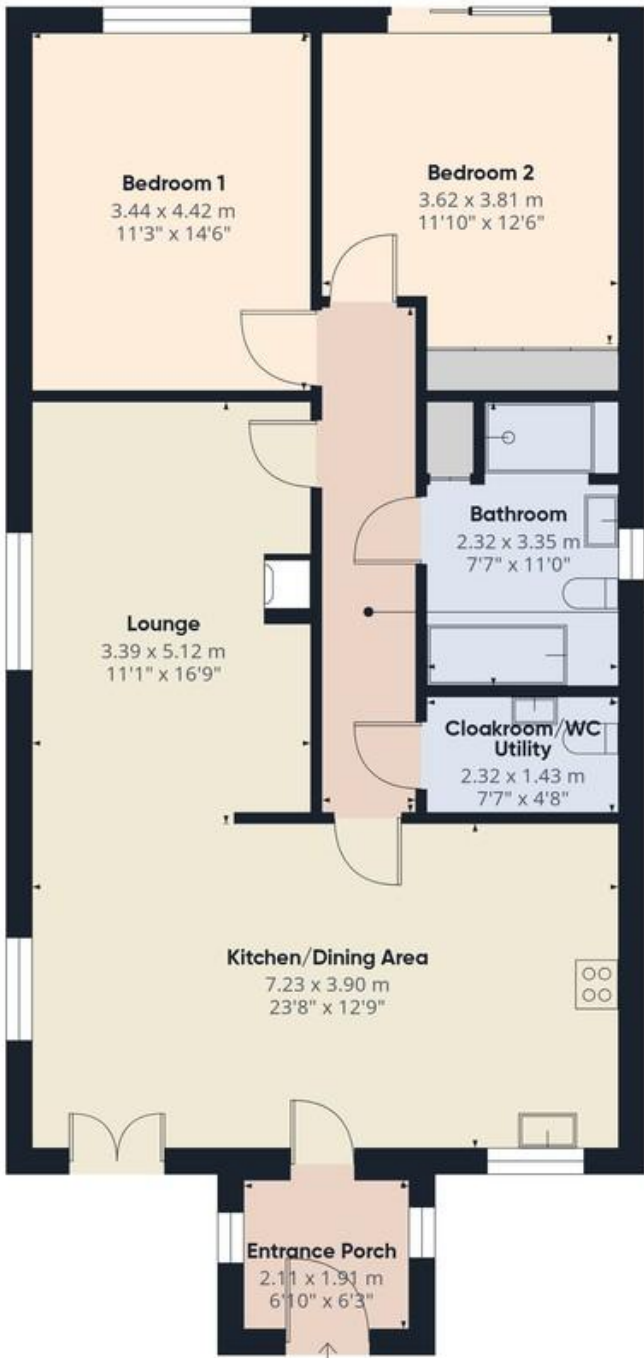 Bedroom 1
3.44 x 4.42 m
11'3" x 14'6"
Bedroom 2
3.62 x 3.81 m
11'10" x 12'6"
Bathroom
2.32 x 3.35 m
7'7" x 11'0"
Lounge
3.39 x 5.12 m
11'1" x 16'9"
Cloakroom/WC
Utility
2.32 x 1.43 m
7'7" x 4'8"
Kitchen/Dining Area
7.23 x 3.90 m
23'8" x 12'9"
Entrance Porch
2.11 x 1.91 m
6'10" x 6'3"